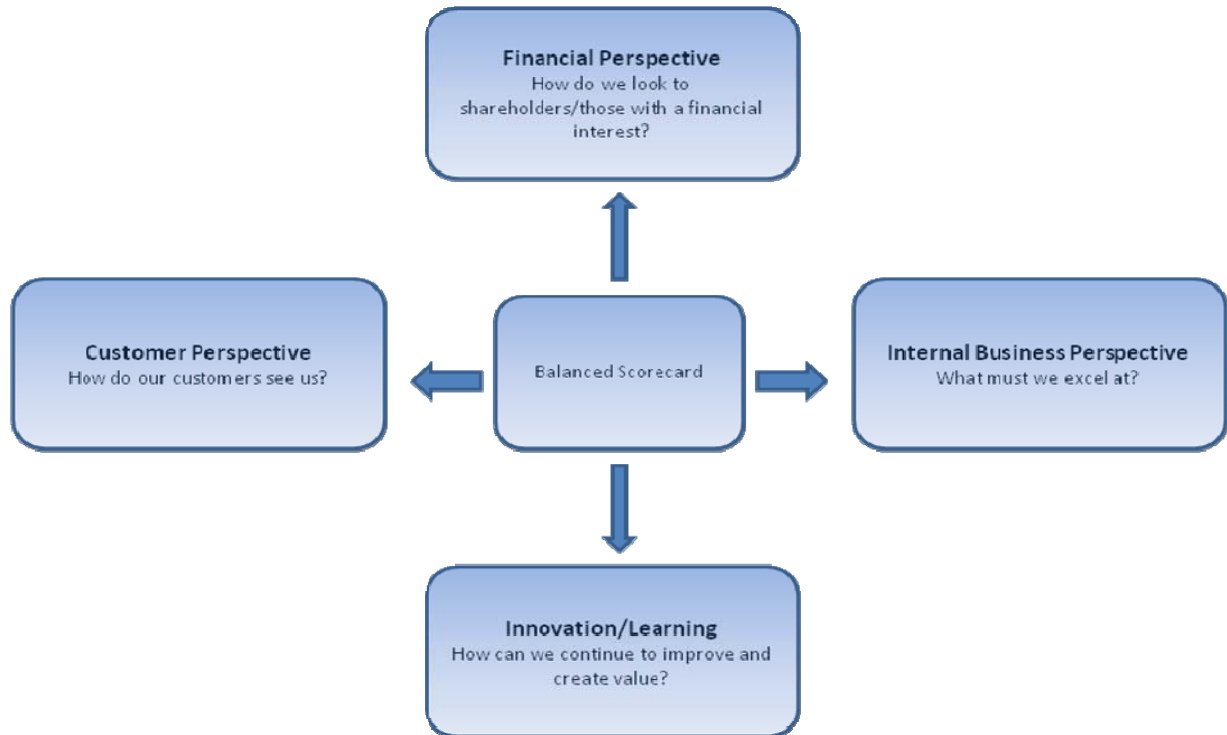 Financial Perspective
How do we look to
shareholders/those with a financial
interest?
Customer Perspective
How do our customers see us?
Balanced Scorecard
Internal Business Perspective
What must we excel at?
Innovation/Learning
How can we continue to improve and
create value?